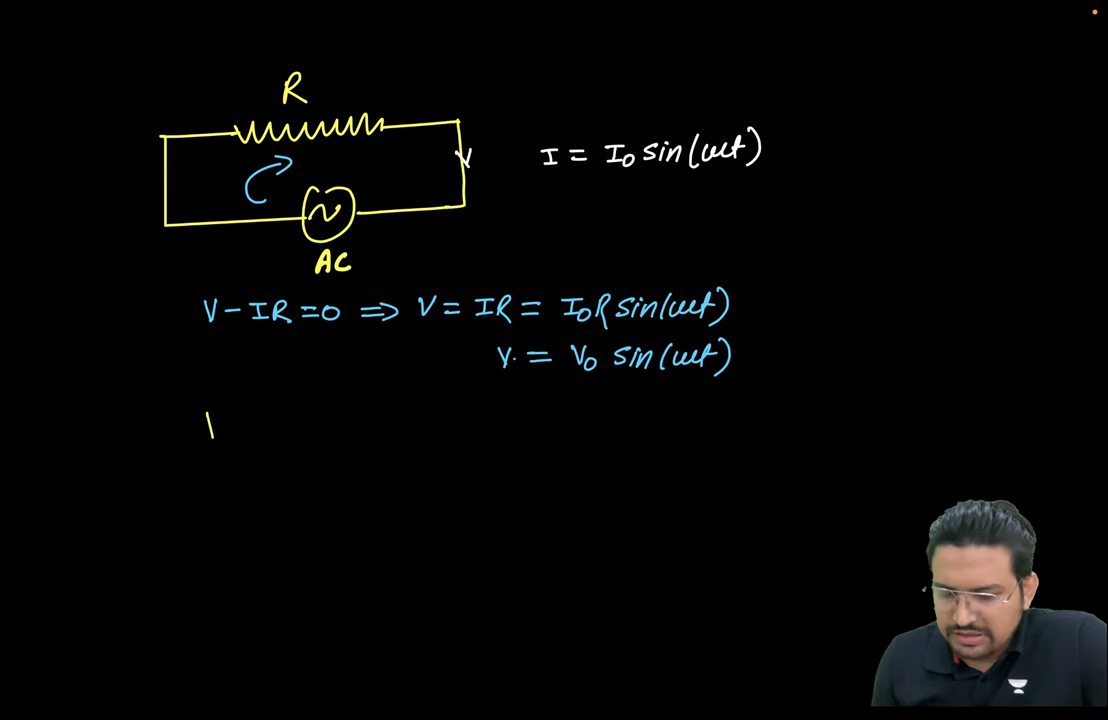 R
I = I₀ sin(ωt)
AC
V - IR = 0 ⟹ V = IR = I₀R sin(ωt)
V = V₀ sin(ωt)